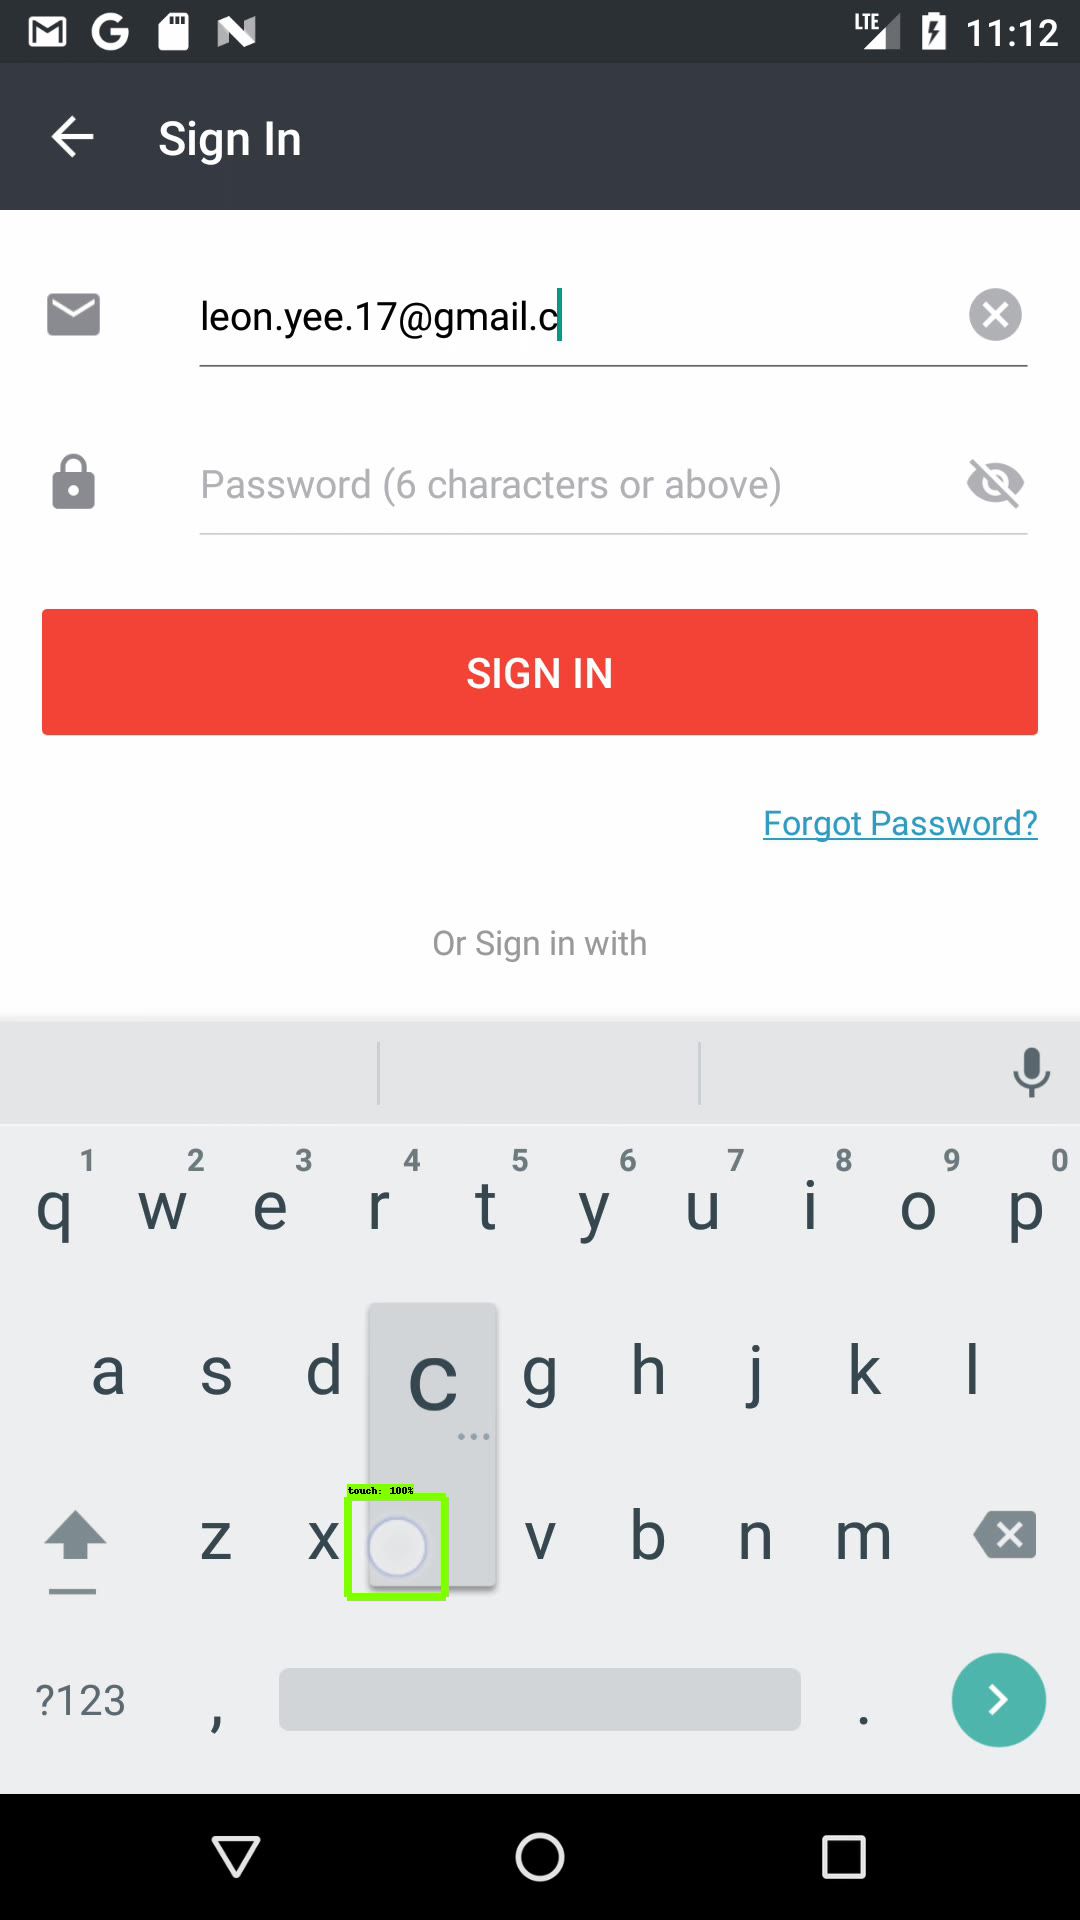 LTE 11:12
Sign In
leon.yee.17@gmail.c
Password (6 characters or above)
SIGN IN
Forgot Password?
Or Sign in with
1 2 3 4 5 6 7 8 9 0
q w e r t y u i o p
a s d c g h j k l
touch: 100%
z x v b n m
?123 , .